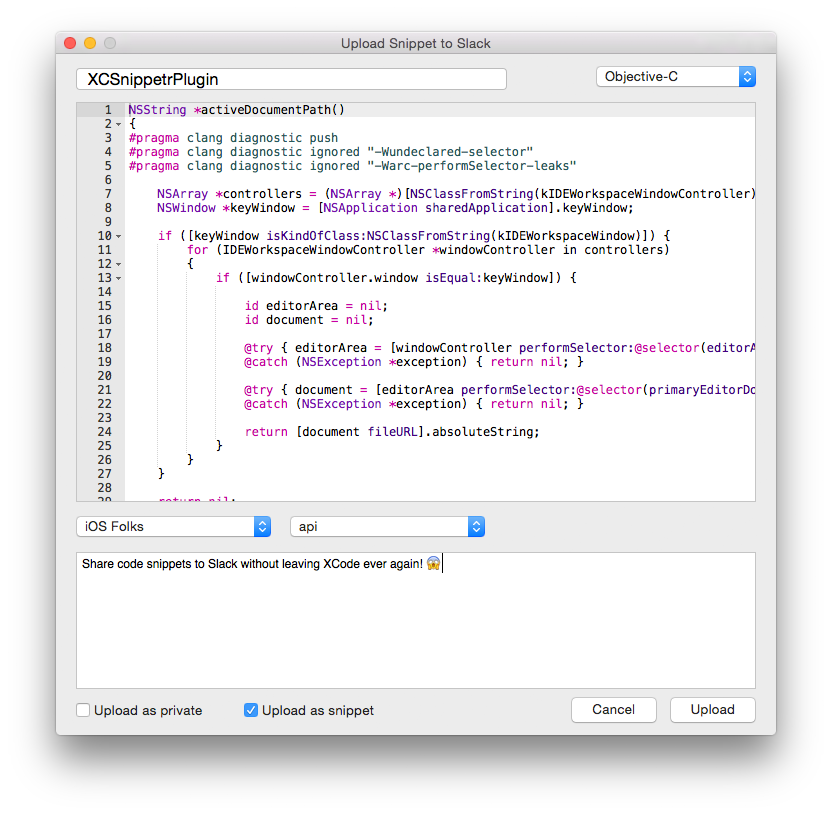 Upload Snippet to Slack
XCSnippetrPlugin
Objective-C
1 NSString *activeDocumentPath()
2 {
3 #pragma clang diagnostic push
4 #pragma clang diagnostic ignored "-Wundeclared-selector"
5 #pragma clang diagnostic ignored "-Warc-performSelector-leaks"
6
7 NSArray *controllers = (NSArray *)[NSClassFromString(kIDEWorkspaceWindowController)
8 NSWindow *keyWindow = [NSApplication sharedApplication].keyWindow;
9
10 if ([keyWindow isKindOfClass:NSClassFromString(kIDEWorkspaceWindow)]) {
11 for (IDEWorkspaceWindowController *windowController in controllers)
12 {
13 if ([windowController.window isEqual:keyWindow]) {
14
15 id editorArea = nil;
16 id document = nil;
17
18 @try { editorArea = [windowController performSelector:@selector(editorA
19 @catch (NSException *exception) { return nil; }
20
21 @try { document = [editorArea performSelector:@selector(primaryEditorDo
22 @catch (NSException *exception) { return nil; }
23
24 return [document fileURL].absoluteString;
25 }
26 }
27 }
28
29 return nil;
iOS Folks
api
Share code snippets to Slack without leaving XCode ever again! 😱
Upload as private
Upload as snippet
Cancel
Upload